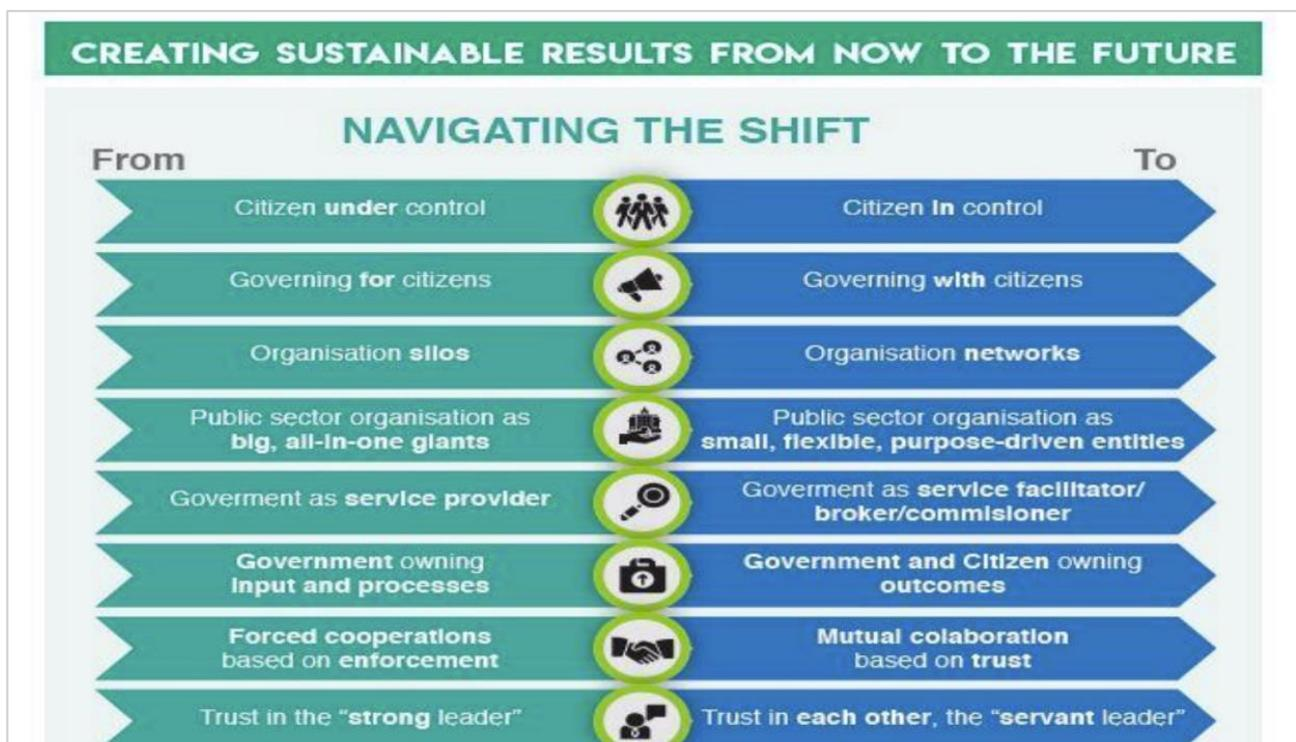 CREATING SUSTAINABLE RESULTS FROM NOW TO THE FUTURE
NAVIGATING THE SHIFT
From
To
Citizen under control
Citizen in control
Governing for citizens
Governing with citizens
Organisation silos
Organisation networks
Public sector organisation as
big, all-in-one giants
Public sector organisation as
small, flexible, purpose-driven entities
Goverment as service provider
Goverment as service facilitator/
broker/commisioner
Government owning
input and processes
Government and Citizen owning
outcomes
Forced cooperations
based on enforcement
Mutual colaboration
based on trust
Trust in the “strong leader”
Trust in each other, the “servant leader”